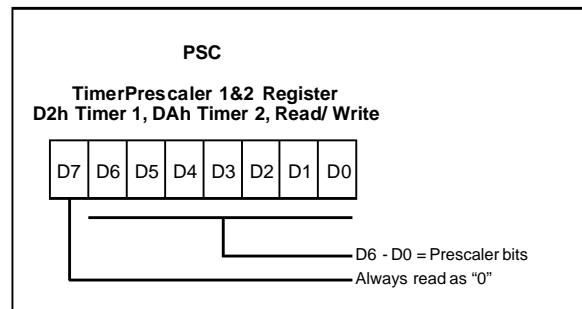 PSC
TimerPrescaler 1&2 Register
D2h Timer 1, DAh Timer 2, Read/ Write
D7 D6 D5 D4 D3 D2 D1 D0
D6 - D0 = Prescaler bits
Always read as “0”